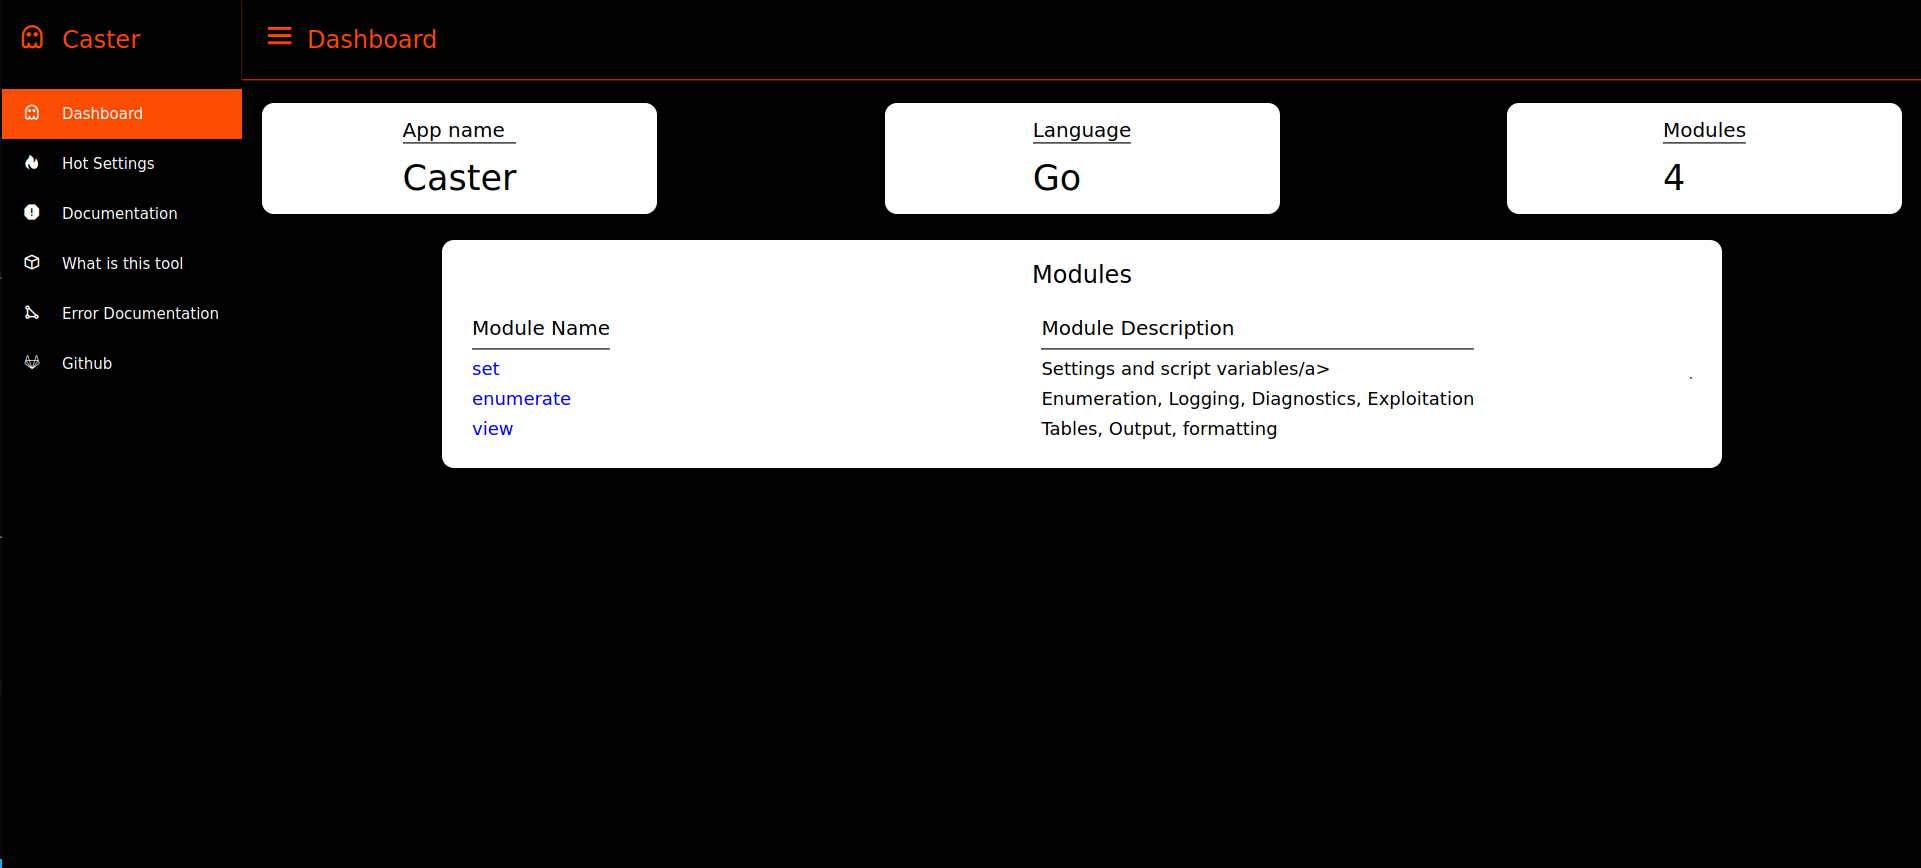 Caster
Dashboard
Dashboard
Hot Settings
Documentation
What is this tool
Error Documentation
Github
App name
Caster
Language
Go
Modules
4
Modules
Module Name
Module Description
set
Settings and script variables/a>
.
enumerate
Enumeration, Logging, Diagnostics, Exploitation
view
Tables, Output, formatting